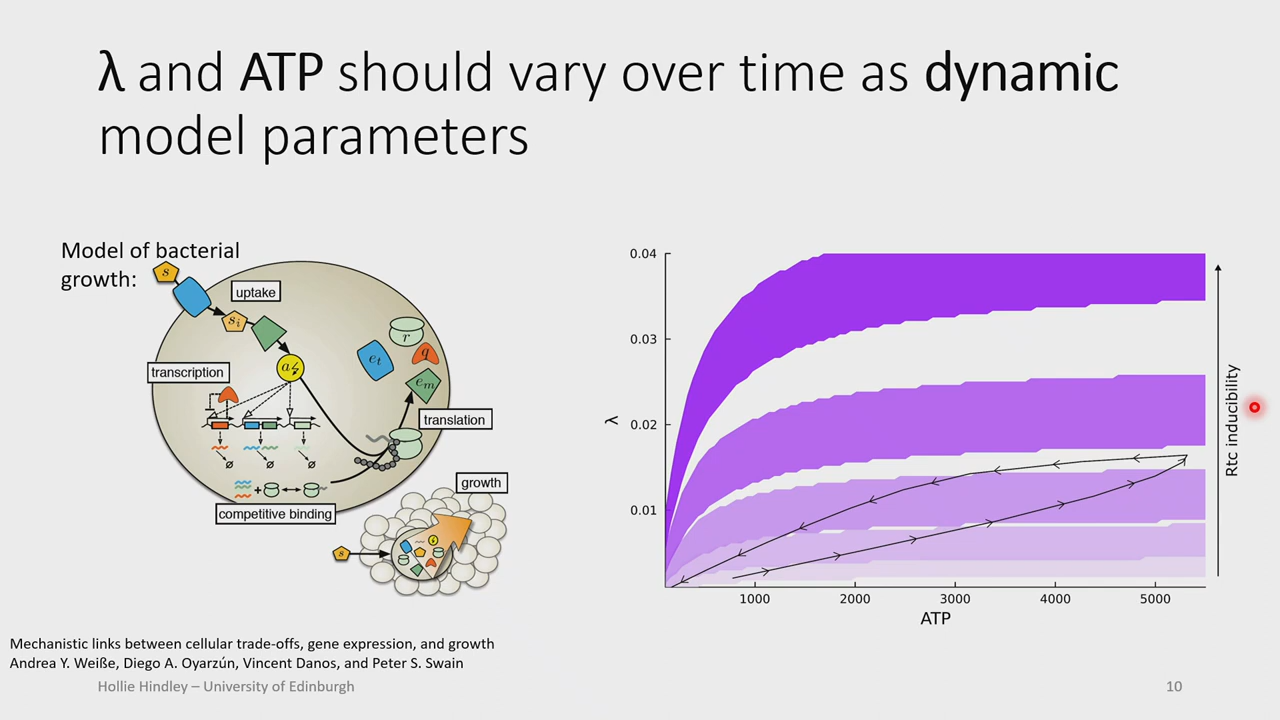 λ and ATP should vary over time as dynamic
model parameters
Model of bacterial
growth:
s
uptake
s_i
a
r
q
e_t
e_m
transcription
translation
competitive binding
growth
s
0.04
0.03
0.02
0.01
λ
1000
2000
3000
4000
5000
ATP
Rtc inducibility
Mechanistic links between cellular trade-offs, gene expression, and growth
Andrea Y. Weiße, Diego A. Oyarzún, Vincent Danos, and Peter S. Swain
Hollie Hindley – University of Edinburgh
10